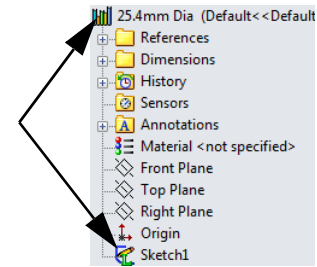 25.4mm Dia (Default<<Default
References
Dimensions
History
Sensors
Annotations
Material <not specified>
Front Plane
Top Plane
Right Plane
Origin
Sketch1